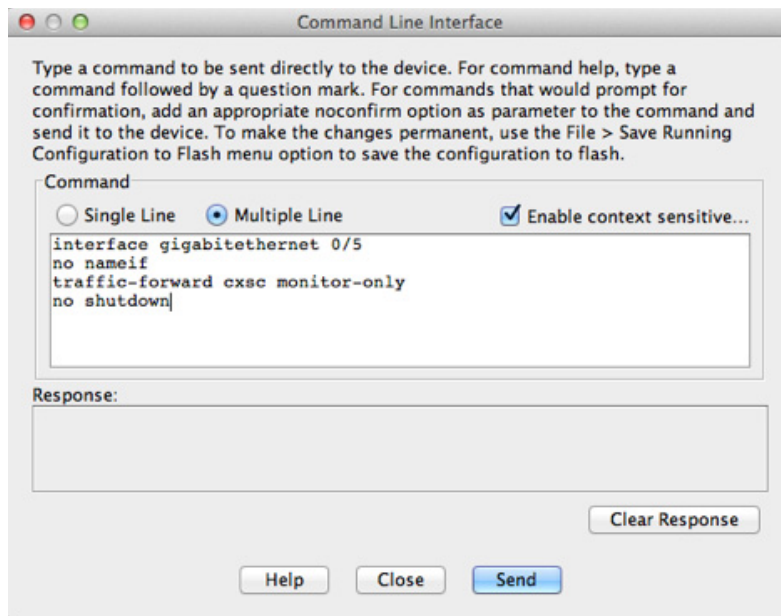 Command Line Interface
Type a command to be sent directly to the device. For command help, type a
command followed by a question mark. For commands that would prompt for
confirmation, add an appropriate noconfirm option as parameter to the command and
send it to the device. To make the changes permanent, use the File > Save Running
Configuration to Flash menu option to save the configuration to flash.
Command
Single Line Multiple Line Enable context sensitive...
interface gigabitethernet 0/5
no nameif
traffic-forward cxsc monitor-only
no shutdown
Response:
Clear Response
Help Close Send